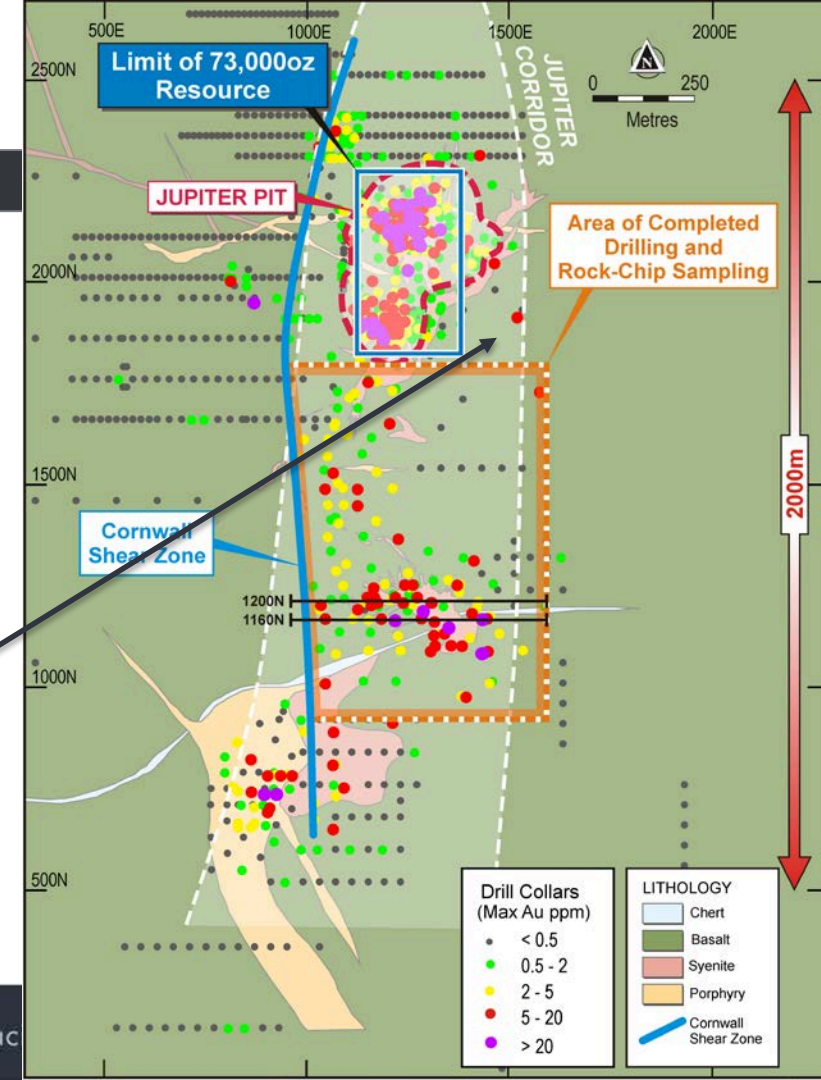 500E
1000E
1500E
2000E
2500N
2000N
1500N
1000N
500N
Limit of 73,000oz
Resource
JUPITER PIT
JUPITER
CORRIDOR
N
0
250
Metres
Area of Completed
Drilling and
Rock-Chip Sampling
2000m
Cornwall
Shear Zone
1200N
1160N
Drill Collars
(Max Au ppm)
< 0.5
0.5 - 2
2 - 5
5 - 20
> 20
LITHOLOGY
Chert
Basalt
Syenite
Porphyry
Cornwall
Shear Zone